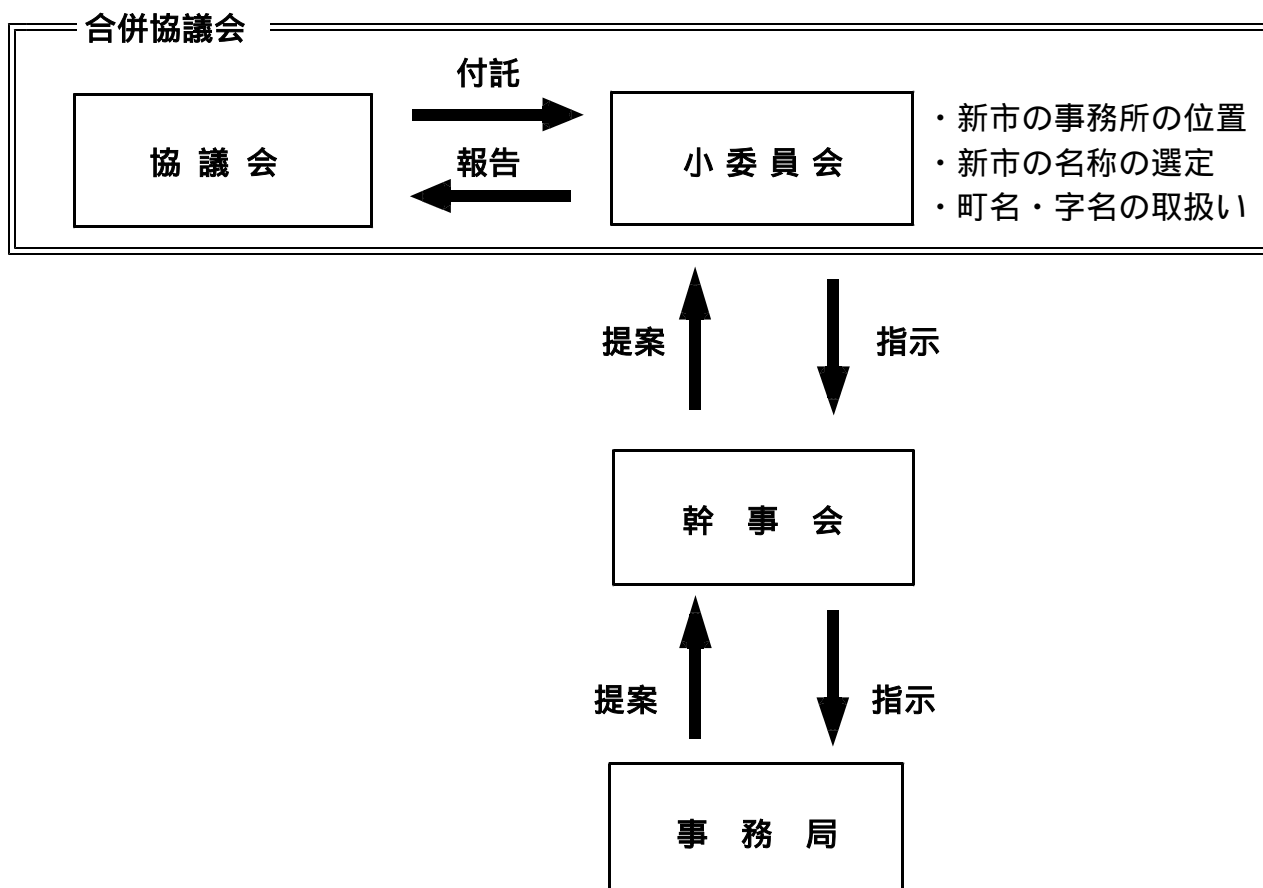 合併協議会
付託
協議会
報告
小委員会
・新市の事務所の位置
・新市の名称の選定
・町名・字名の取扱い
提案
指示
幹事会
提案
指示
事務局